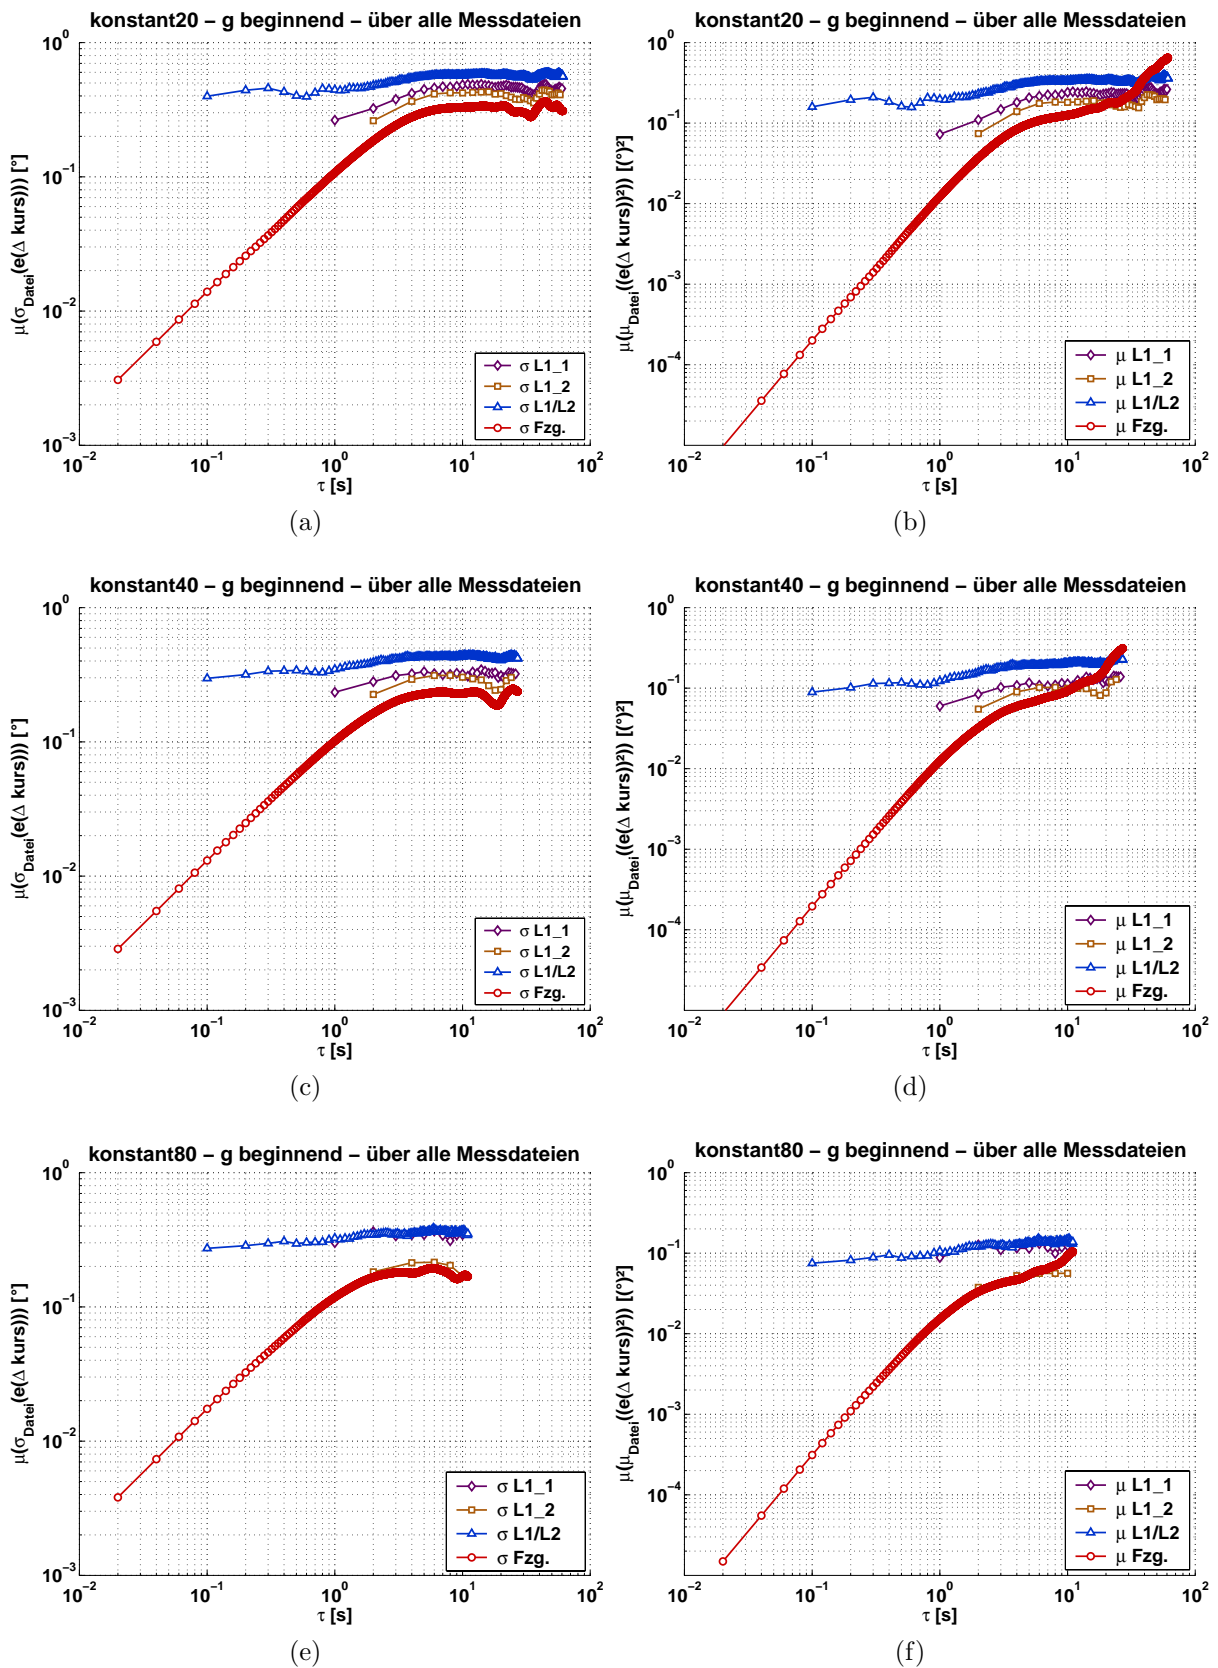 konstant20 – g beginnend – über alle Messdateien
10⁰
10⁻¹
10⁻²
10⁻³
μ(σ_Datei(e(Δ kurs))) [°]
σ L1_1
σ L1_2
σ L1/L2
σ Fzg.
10⁻² 10⁻¹ 10⁰ 10¹ 10²
τ [s]
(a)
konstant20 – g beginnend – über alle Messdateien
10⁰
10⁻¹
10⁻²
10⁻³
10⁻⁴
μ(μ_Datei((e(Δ kurs))²)) [(°)²]
μ L1_1
μ L1_2
μ L1/L2
μ Fzg.
10⁻² 10⁻¹ 10⁰ 10¹ 10²
τ [s]
(b)
konstant40 – g beginnend – über alle Messdateien
10⁰
10⁻¹
10⁻²
10⁻³
μ(σ_Datei(e(Δ kurs))) [°]
σ L1_1
σ L1_2
σ L1/L2
σ Fzg.
10⁻² 10⁻¹ 10⁰ 10¹ 10²
τ [s]
(c)
konstant40 – g beginnend – über alle Messdateien
10⁰
10⁻¹
10⁻²
10⁻³
10⁻⁴
μ(μ_Datei((e(Δ kurs))²)) [(°)²]
μ L1_1
μ L1_2
μ L1/L2
μ Fzg.
10⁻² 10⁻¹ 10⁰ 10¹ 10²
τ [s]
(d)
konstant80 – g beginnend – über alle Messdateien
10⁰
10⁻¹
10⁻²
10⁻³
μ(σ_Datei(e(Δ kurs))) [°]
σ L1_1
σ L1_2
σ L1/L2
σ Fzg.
10⁻² 10⁻¹ 10⁰ 10¹ 10²
τ [s]
(e)
konstant80 – g beginnend – über alle Messdateien
10⁰
10⁻¹
10⁻²
10⁻³
10⁻⁴
μ(μ_Datei((e(Δ kurs))²)) [(°)²]
μ L1_1
μ L1_2
μ L1/L2
μ Fzg.
10⁻² 10⁻¹ 10⁰ 10¹ 10²
τ [s]
(f)